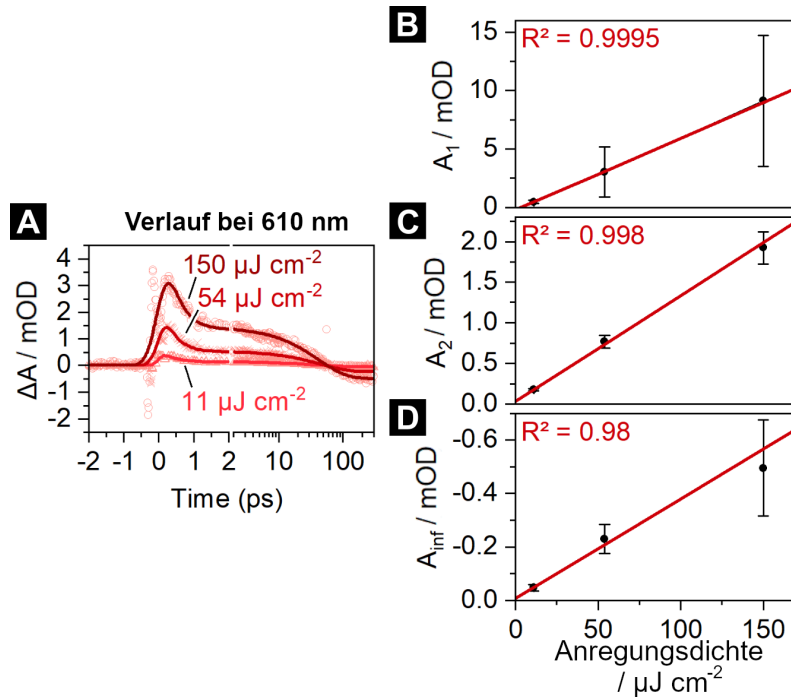 A
Verlauf bei 610 nm
4
3
2
1
0
-1
-2
ΔA / mOD
150 µJ cm⁻²
54 µJ cm⁻²
11 µJ cm⁻²
-2 -1 0 1 2 10 100
Time (ps)
B
R² = 0.9995
15
10
5
0
A₁ / mOD
C
R² = 0.998
2.0
1.5
1.0
0.5
0.0
A₂ / mOD
D
R² = 0.98
-0.6
-0.4
-0.2
0.0
A_inf / mOD
0 50 100 150
Anregungsdichte
/ µJ cm⁻²